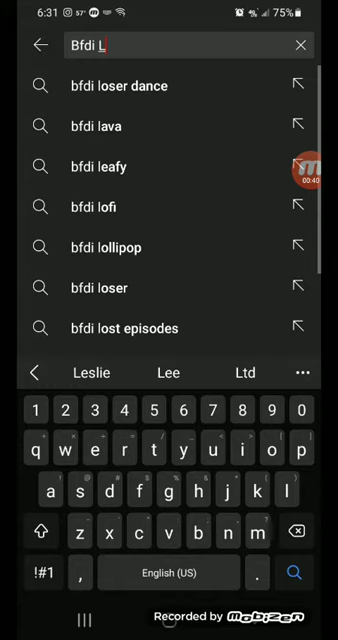 6:31 57° 75%
Bfdi L
bfdi loser dance
bfdi lava
bfdi leafy
00:40
bfdi lofi
bfdi lollipop
bfdi loser
bfdi lost episodes
Leslie Lee Ltd
1 2 3 4 5 6 7 8 9 0
q w e r t y u i o p
a s d f g h j k l
z x c v b n m
!#1 , English (US) .
Recorded by mobizen